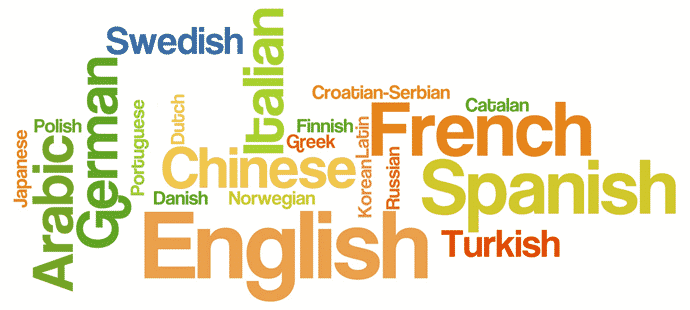 Swedish
Italian
German
Croatian-Serbian
Catalan
Polish
Portuguese
Dutch
Finnish
Latin
French
Japanese
Arabic
Greek
Chinese
Korean
Russian
Spanish
Danish
Norwegian
English
Turkish